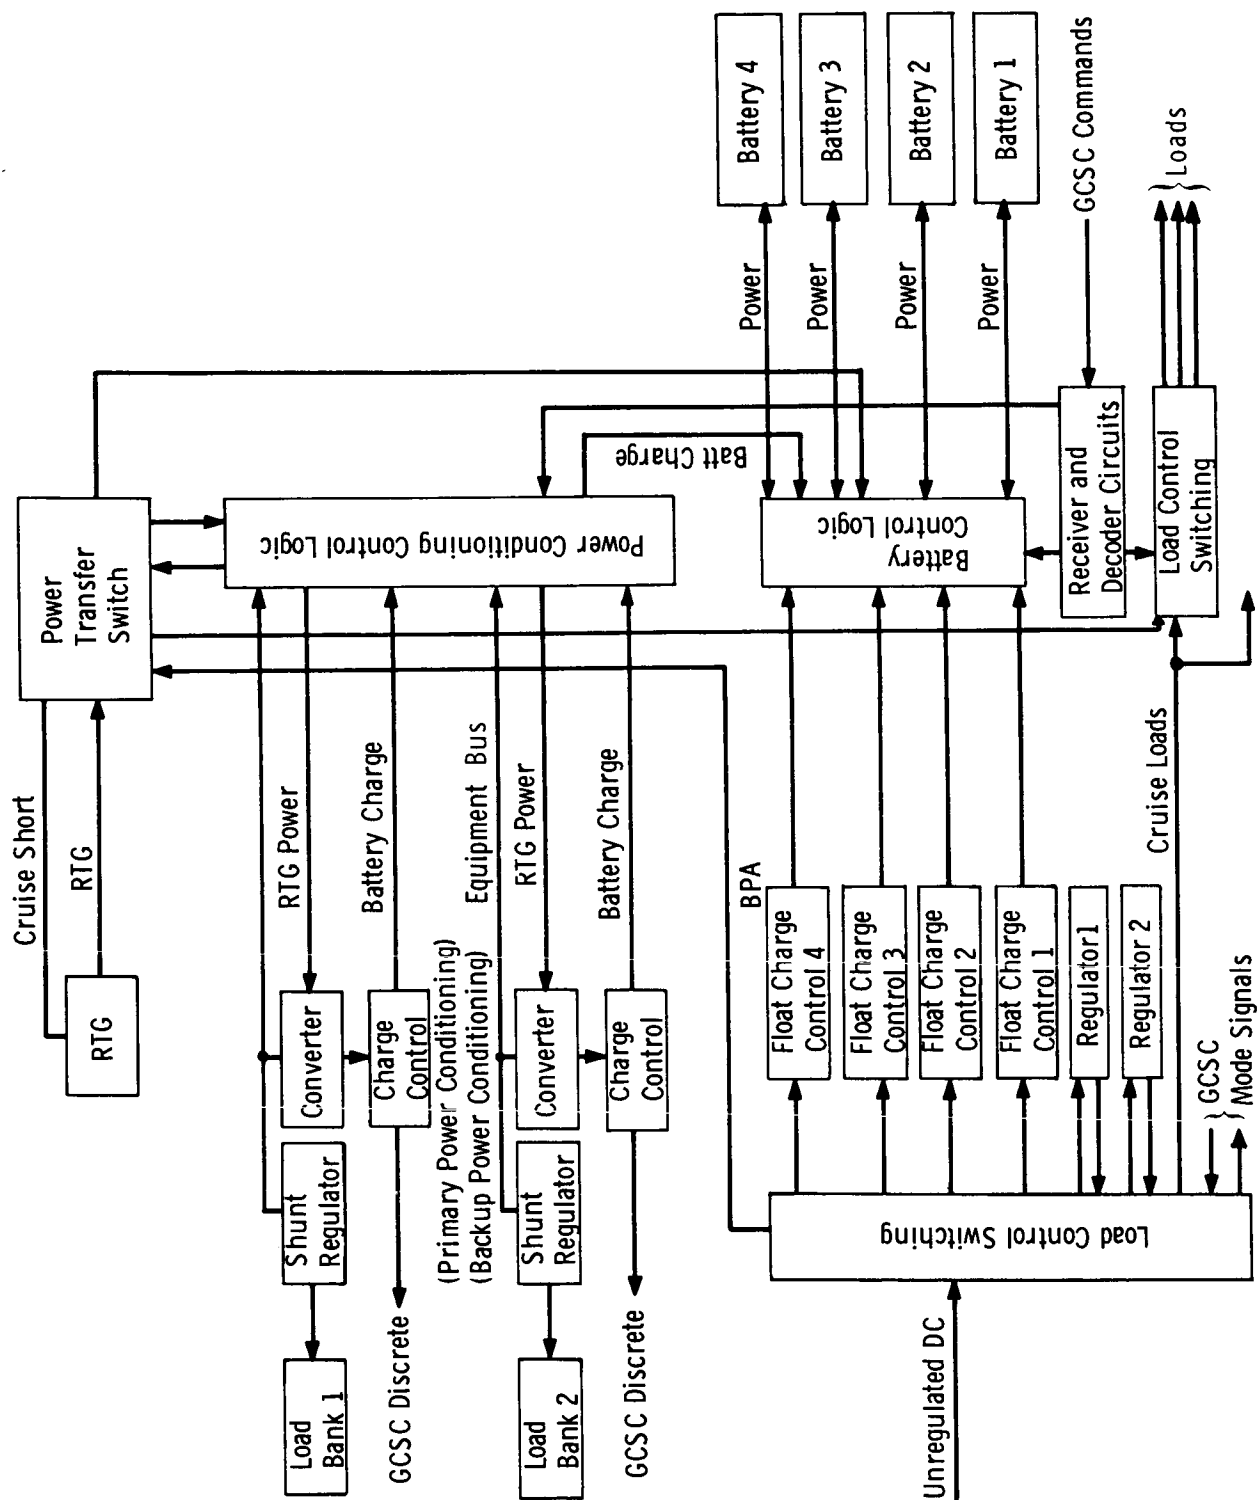 Cruise Short
RTG
RTG
Power
Transfer
Switch
RTG Power
Converter
Shunt
Regulator
Load
Bank 1
Battery Charge
Charge
Control
GCSC Discrete
(Primary Power Conditioning)
(Backup Power Conditioning)
Equipment Bus
RTG Power
Converter
Shunt
Regulator
Load
Bank 2
Battery Charge
Charge
Control
GCSC Discrete
Power Conditioning Control Logic
Batt Charge
BPA
Float Charge
Control 4
Float Charge
Control 3
Float Charge
Control 2
Float Charge
Control 1
Regulator 1
Regulator 2
Battery
Control Logic
Power
Battery 4
Power
Battery 3
Power
Battery 2
Power
Battery 1
GCSC Commands
Receiver and
Decoder Circuits
Load Control
Switching
Loads
Cruise Loads
GCSC
Mode Signals
Load Control Switching
Unregulated DC